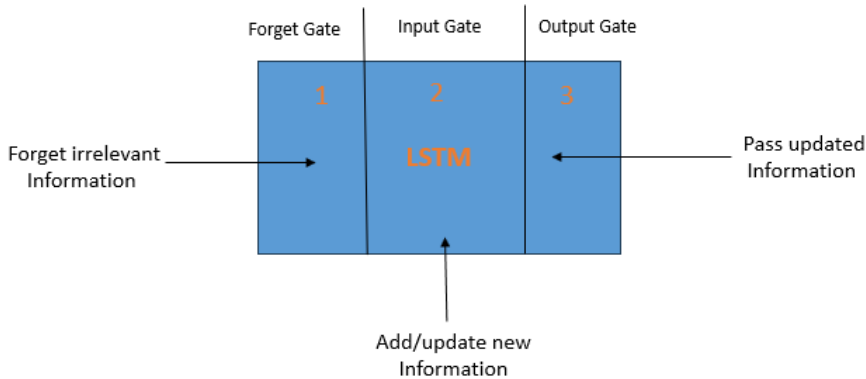 Forget Gate
Input Gate
Output Gate
1
2
3
Forget irrelevant
Information
LSTM
Pass updated
Information
Add/update new
Information